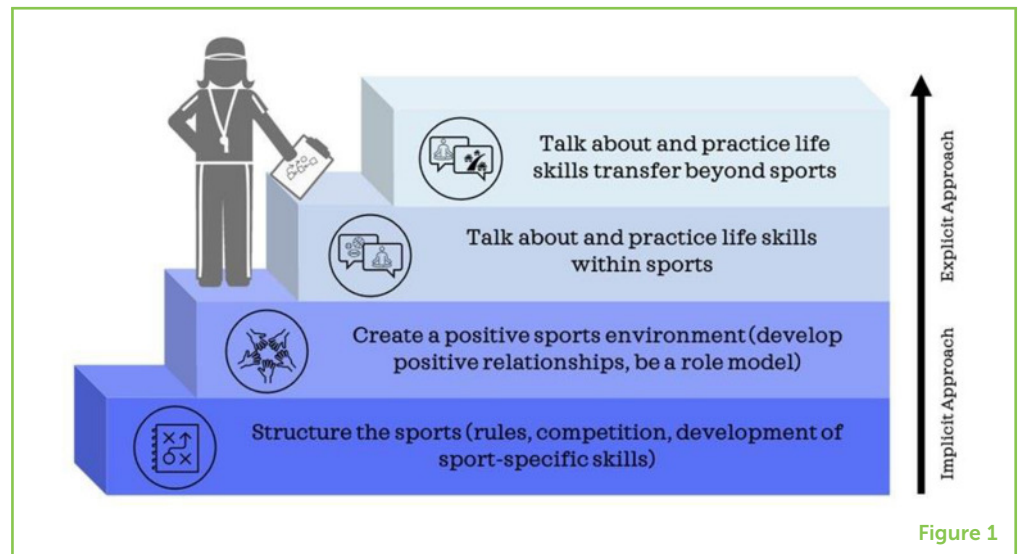 Talk about and practice life
skills transfer beyond sports
Talk about and practice life skills
within sports
Create a positive sports environment (develop
positive relationships, be a role model)
Structure the sports (rules, competition, development of
sport-specific skills)
Explicit Approach
Implicit Approach
Figure 1